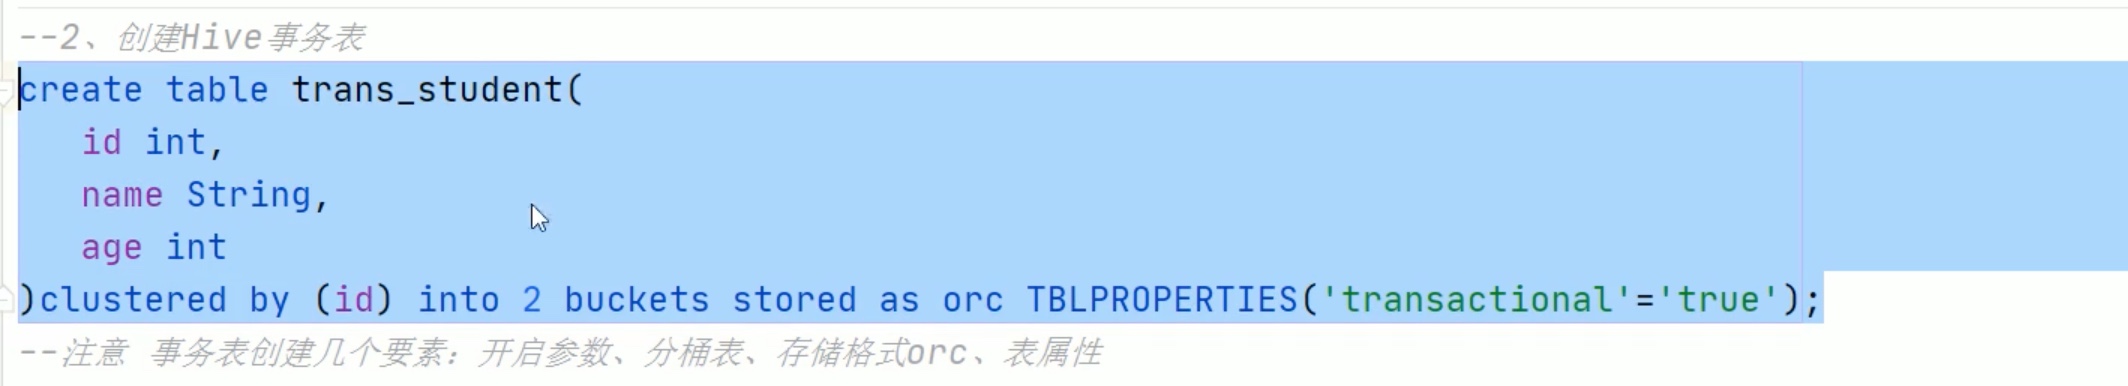 --2、创建Hive事务表
create table trans_student(
id int,
name String,
age int
)clustered by (id) into 2 buckets stored as orc TBLPROPERTIES('transactional'='true');
--注意 事务表创建几个要素：开启参数、分桶表、存储格式orc、表属性